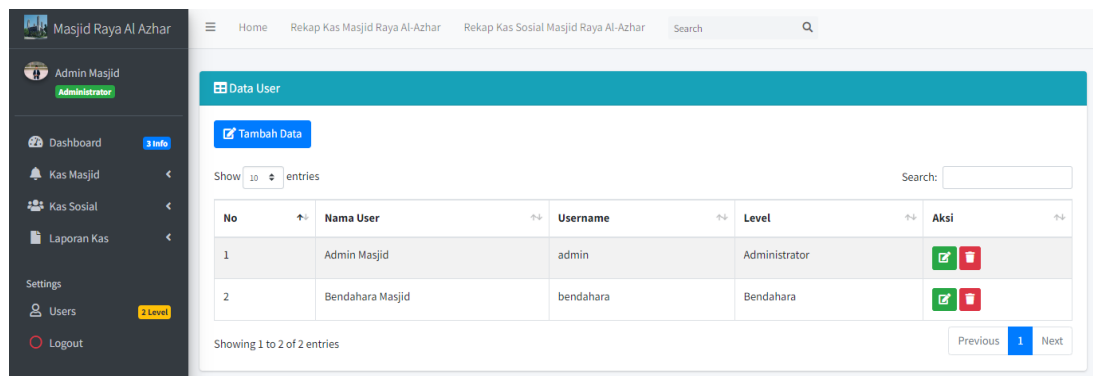 Masjid Raya Al Azhar
Home Rekap Kas Masjid Raya Al-Azhar Rekap Kas Sosial Masjid Raya Al-Azhar Search
Admin Masjid
Administrator
Dashboard 3 Info
Kas Masjid
Kas Sosial
Laporan Kas
Settings
Users 2 Level
Logout
Data User
Tambah Data
Show 10 entries Search:
No Nama User Username Level Aksi
1 Admin Masjid admin Administrator
2 Bendahara Masjid bendahara Bendahara
Showing 1 to 2 of 2 entries Previous 1 Next